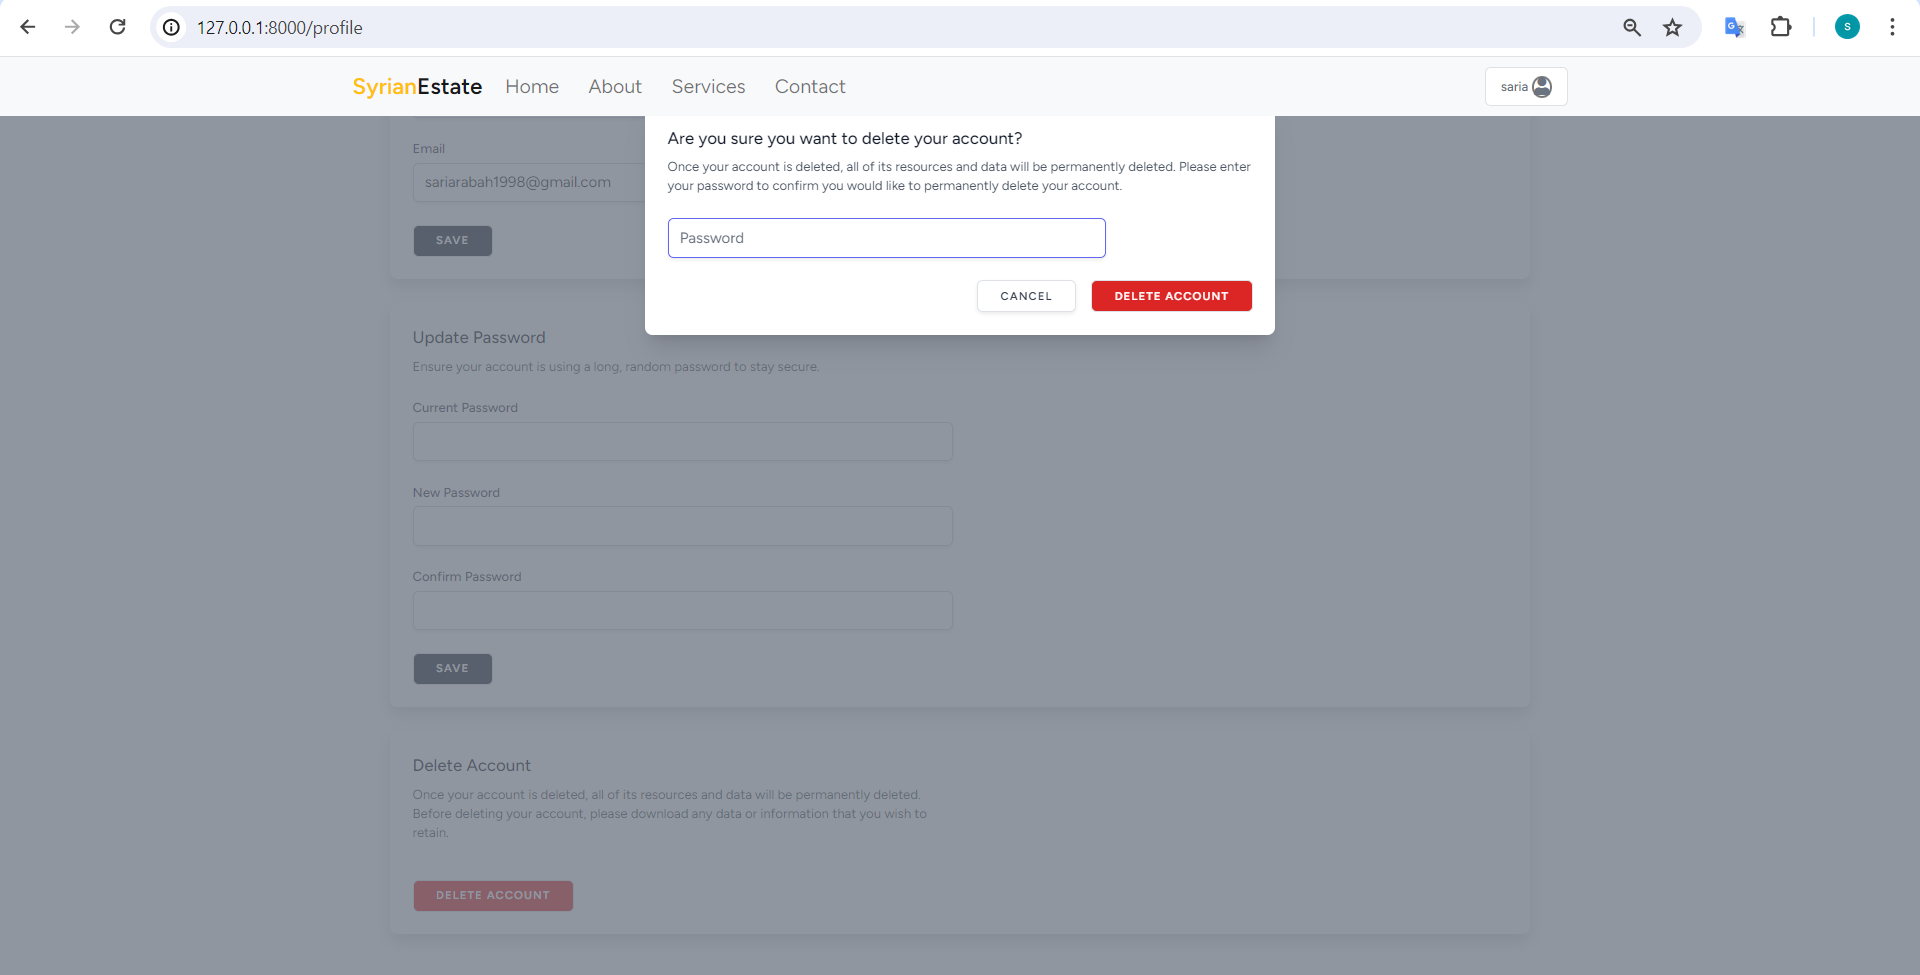 127.0.0.1:8000/profile
S
SyrianEstate Home About Services Contact
saria
Are you sure you want to delete your account?
Once your account is deleted, all of its resources and data will be permanently deleted. Please enter
your password to confirm you would like to permanently delete your account.
Password
CANCEL
DELETE ACCOUNT
Email
sariarabah1998@gmail.com
SAVE
Update Password
Ensure your account is using a long, random password to stay secure.
Current Password
New Password
Confirm Password
SAVE
Delete Account
Once your account is deleted, all of its resources and data will be permanently deleted.
Before deleting your account, please download any data or information that you wish to
retain.
DELETE ACCOUNT